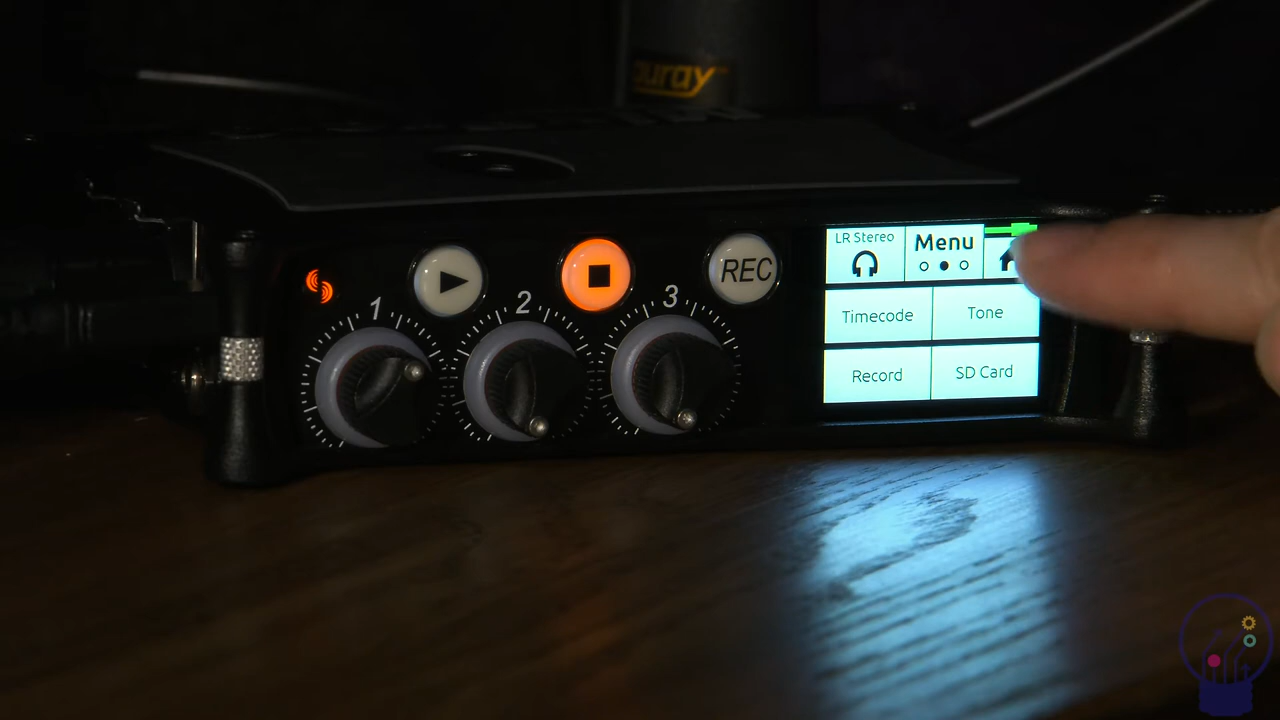 uray
1
2
3
REC
LR Stereo
Menu
Timecode
Tone
Record
SD Card